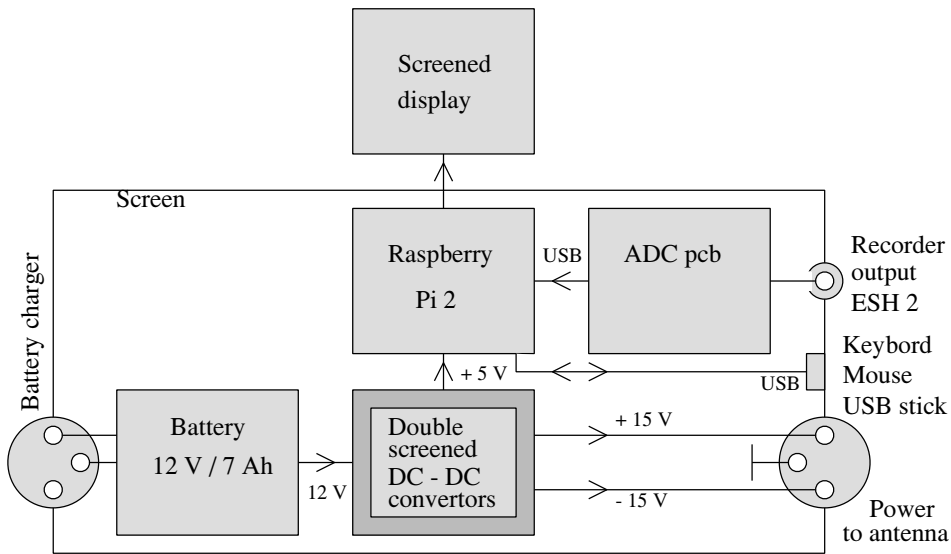 Screened
display
Screen
Raspberry
Pi 2
USB
ADC pcb
Recorder
output
ESH 2
Battery charger
+ 5 V
USB
Keybord
Mouse
USB stick
Battery
12 V / 7 Ah
12 V
Double
screened
DC - DC
convertors
+ 15 V
- 15 V
Power
to antenna